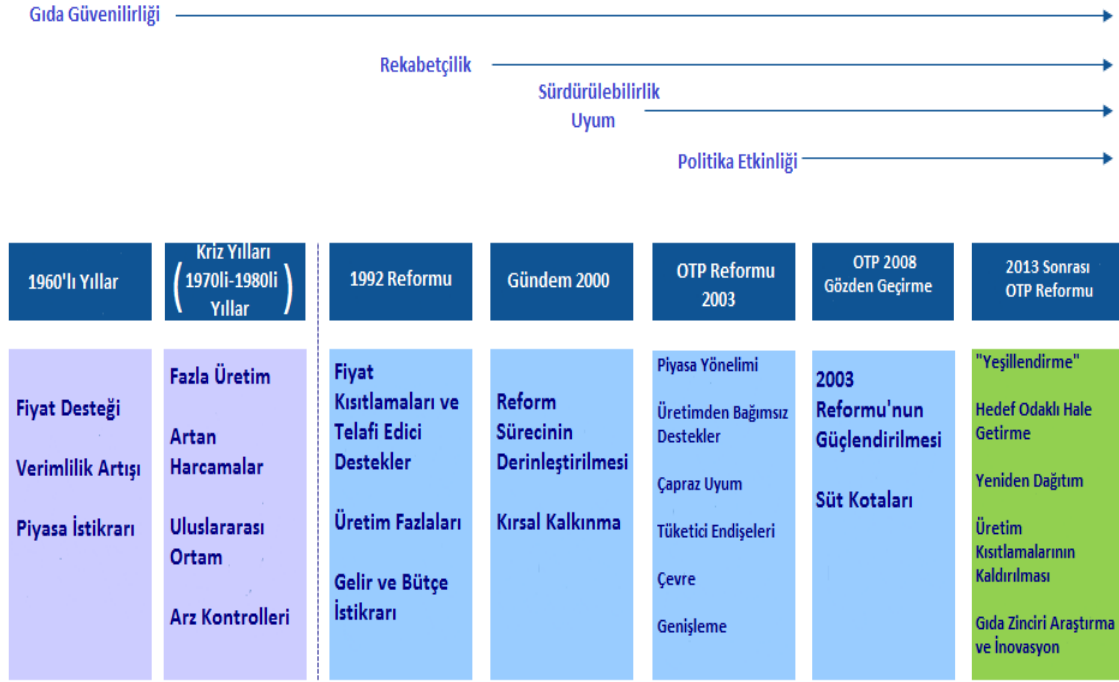 Gıda Güvenilirliği
Rekabetçilik
Sürdürülebilirlik
Uyum
Politika Etkinliği
1960'lı Yıllar
Kriz Yılları
(1970li-1980li)
Yıllar
1992 Reformu
Gündem 2000
OTP Reformu
2003
OTP 2008
Gözden Geçirme
2013 Sonrası
OTP Reformu
Fiyat Desteği
Verimlilik Artışı
Piyasa İstikrarı
Fazla Üretim
Artan
Harcamalar
Uluslararası
Ortam
Arz Kontrolleri
Fiyat
Kısıtlamaları ve
Telafi Edici
Destekler
Üretim Fazlaları
Gelir ve Bütçe
İstikrarı
Reform
Sürecinin
Derinleştirilmesi
Kırsal Kalkınma
Piyasa Yönelimi
Üretimden Bağımsız
Destekler
Çapraz Uyum
Tüketici Endişeleri
Çevre
Genişleme
2003
Reformu'nun
Güçlendirilmesi
Süt Kotaları
"Yeşillendirme"
Hedef Odaklı Hale
Getirme
Yeniden Dağıtım
Üretim
Kısıtlamalarının
Kaldırılması
Gıda Zinciri Araştırma
ve İnovasyon